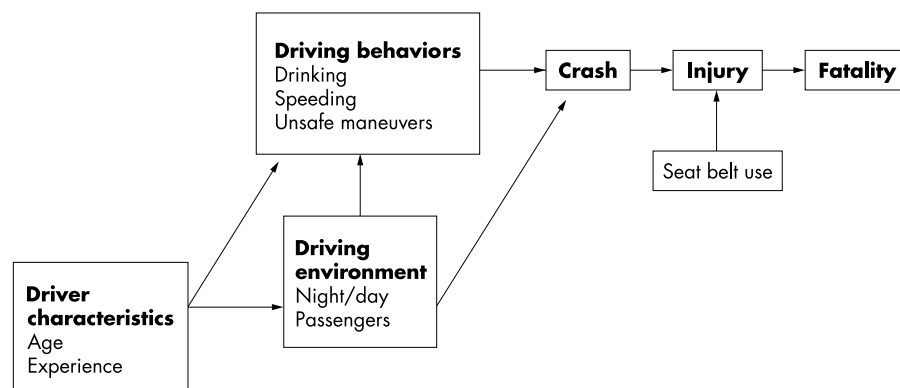 Driving behaviors
Drinking
Speeding
Unsafe maneuvers
Crash
Injury
Fatality
Seat belt use
Driving
environment
Night/day
Passengers
Driver
characteristics
Age
Experience